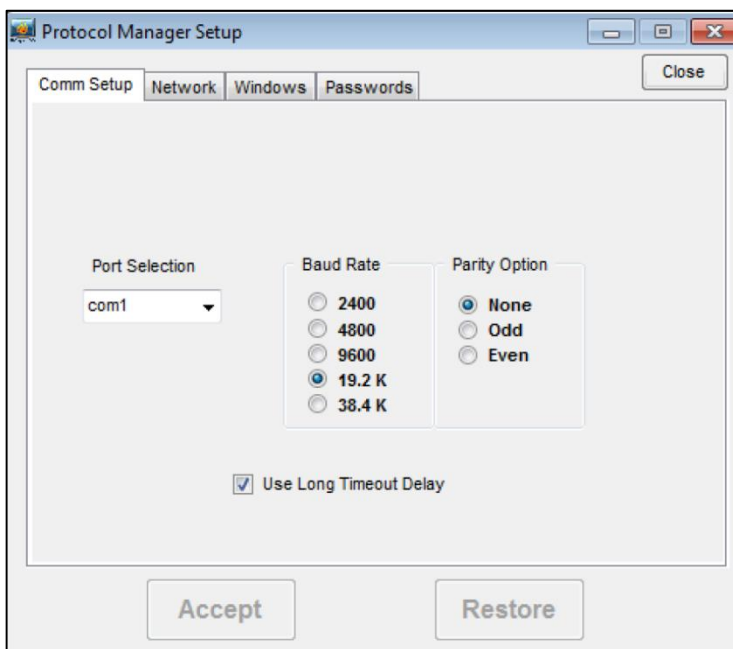 Protocol Manager Setup
Close
Comm Setup Network Windows Passwords
Port Selection
com1
Baud Rate
2400
4800
9600
19.2 K
38.4 K
Parity Option
None
Odd
Even
Use Long Timeout Delay
Accept Restore